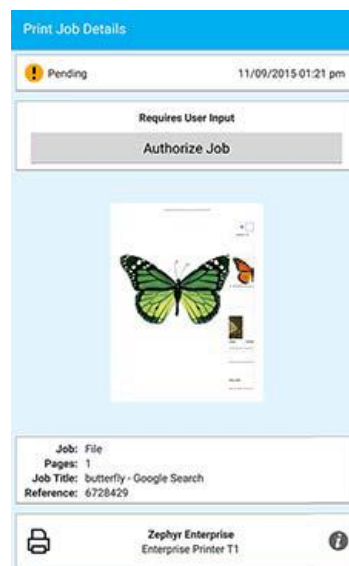 Print Job Details
Pending 11/09/2015 01:21 pm
Requires User Input
Authorize Job
Job: File
Pages: 1
Job Title: butterfly - Google Search
Reference: 6728429
Zephyr Enterprise
Enterprise Printer T1